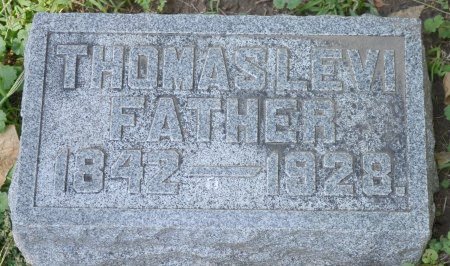 THOMAS LEVI
FATHER
1842—1928.